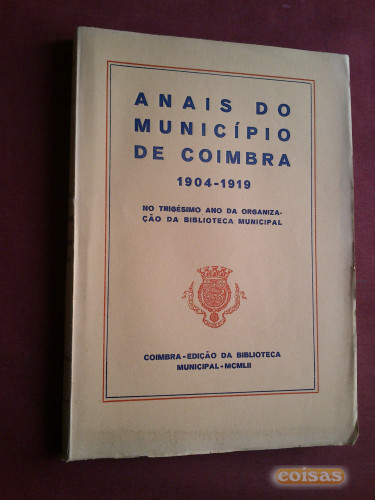 ANAIS DO
MUNICÍPIO
DE COIMBRA
1904-1919
NO TRIGÉSIMO ANO DA ORGANIZA-
ÇÃO DA BIBLIOTECA MUNICIPAL
COIMBRA-EDIÇÃO DA BIBLIOTECA
MUNICIPAL-MCMLII
coisas